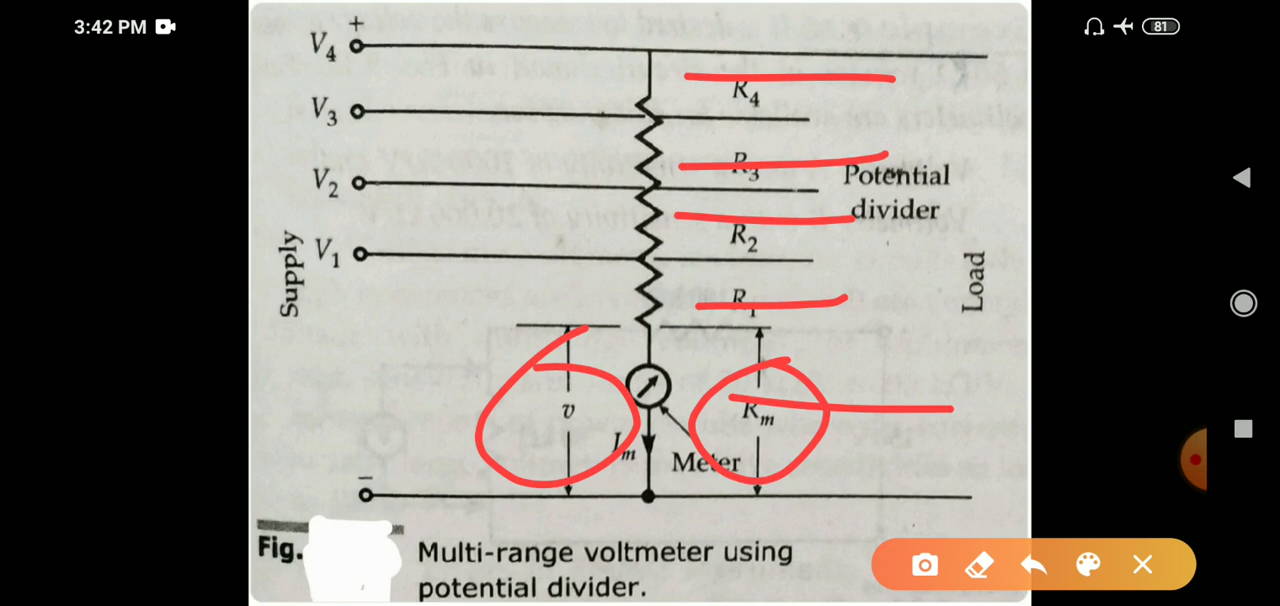 3:42 PM
81
+
V4
R4
V3
R3
Potential
divider
V2
R2
V1
Supply
Load
R1
v
Rm
Im
Meter
–
Fig.
Multi-range voltmeter using
potential divider.